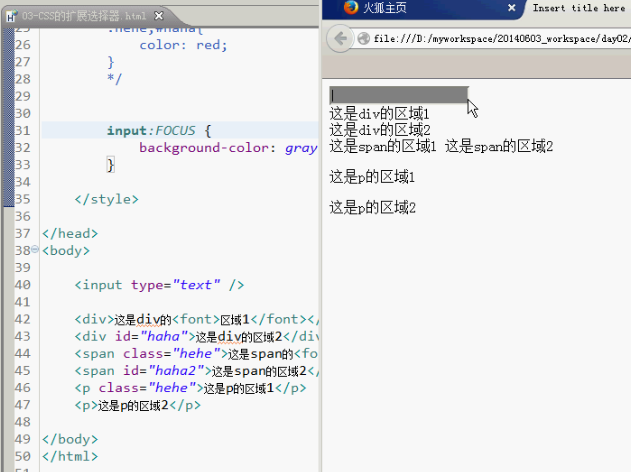 03-CSS的扩展选择器.html
火狐主页
Insert title here
file:///D:/myworkspace/20140603_workspace/day02/
25 .hehe,#haha{
26 color: red;
27 }
28 */
29
30
31 input:FOCUS {
32 background-color: gray
33 }
34
35 </style>
36
37 </head>
38 <body>
39
40 <input type="text" />
41
42 <div>这是div的<font>区域1</font></
43 <div id="haha">这是div的区域2</div
44 <span class="hehe">这是span的<fo
45 <span id="haha2">这是span的区域2</
46 <p class="hehe">这是p的区域1</p>
47 <p>这是p的区域2</p>
48
49 </body>
50 </html>
51
这是div的区域1
这是div的区域2
这是span的区域1 这是span的区域2
这是p的区域1
这是p的区域2